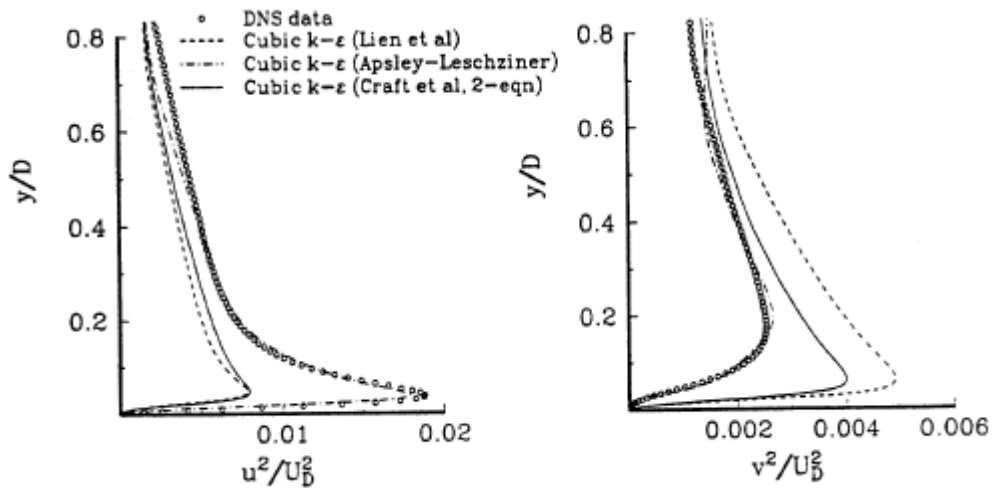 DNS data
Cubic k-ε (Lien et al)
Cubic k-ε (Apsley-Leschziner)
Cubic k-ε (Craft et al, 2-eqn)
0.8
0.6
0.4
0.2
y/D
0.01
0.02
u²/U_D²
0.8
0.6
0.4
0.2
y/D
0.002
0.004
0.006
v²/U_D²